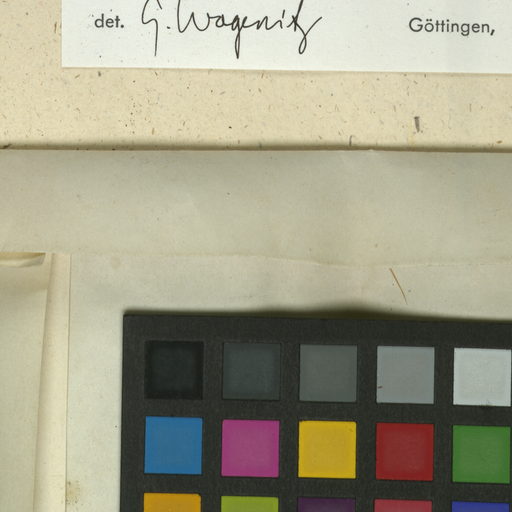 det. G. Wagenitz Göttingen,